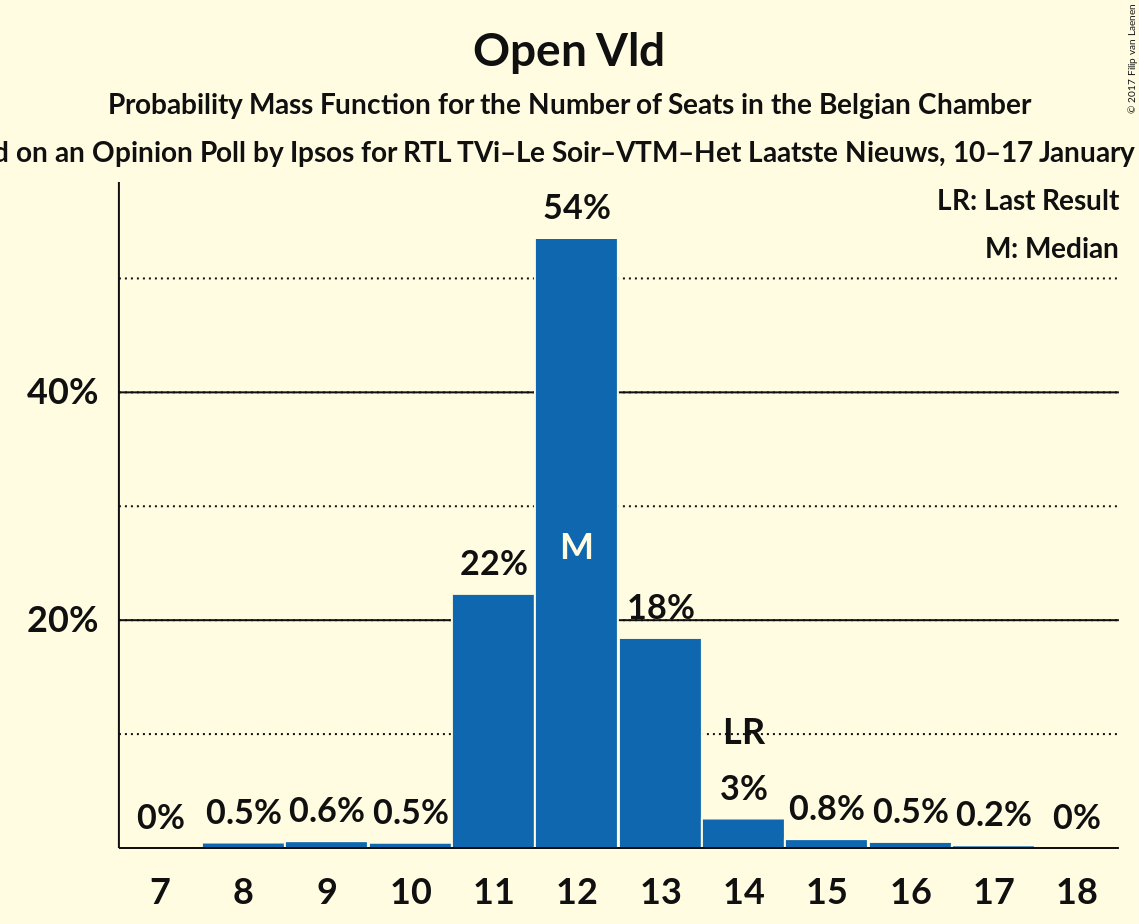 Open Vld
Probability Mass Function for the Number of Seats in the Belgian Chamber
on an Opinion Poll by Ipsos for RTL TVi–Le Soir–VTM–Het Laatste Nieuws, 10–17 January
© 2017 Filip van Laenen
LR: Last Result
M: Median
54%
40%
M
22%
18%
20%
LR
3%
0% 0.5% 0.6% 0.5% 0.8% 0.5% 0.2% 0%
7 8 9 10 11 12 13 14 15 16 17 18